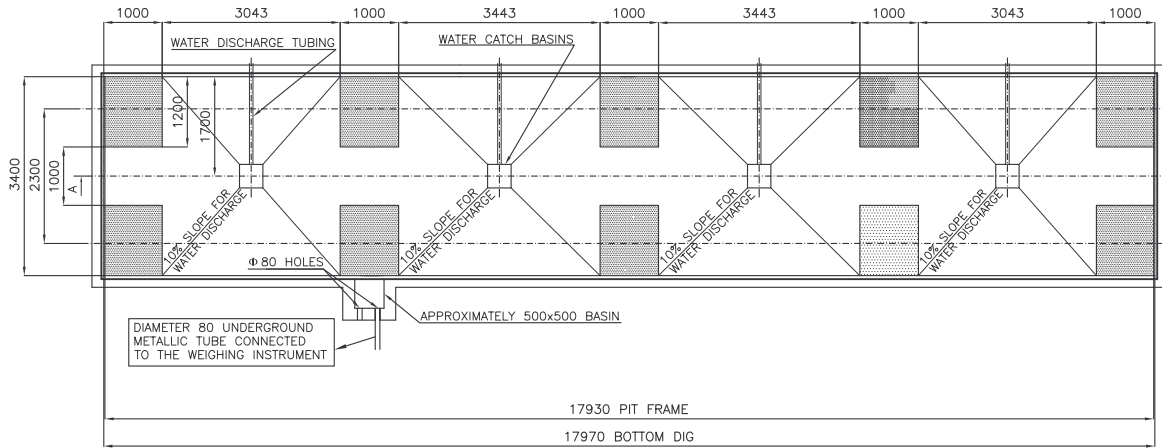 1000 3043 1000 3443 1000 3443 1000 3043 1000
WATER DISCHARGE TUBING
WATER CATCH BASINS
3400
2300
1000
A
1200
1700
10% SLOPE FOR
WATER DISCHARGE
10% SLOPE FOR
WATER DISCHARGE
10% SLOPE FOR
WATER DISCHARGE
10% SLOPE FOR
WATER DISCHARGE
Φ80 HOLES
APPROXIMATELY 500x500 BASIN
DIAMETER 80 UNDERGROUND
METALLIC TUBE CONNECTED
TO THE WEIGHING INSTRUMENT
17930 PIT FRAME
17970 BOTTOM DIG